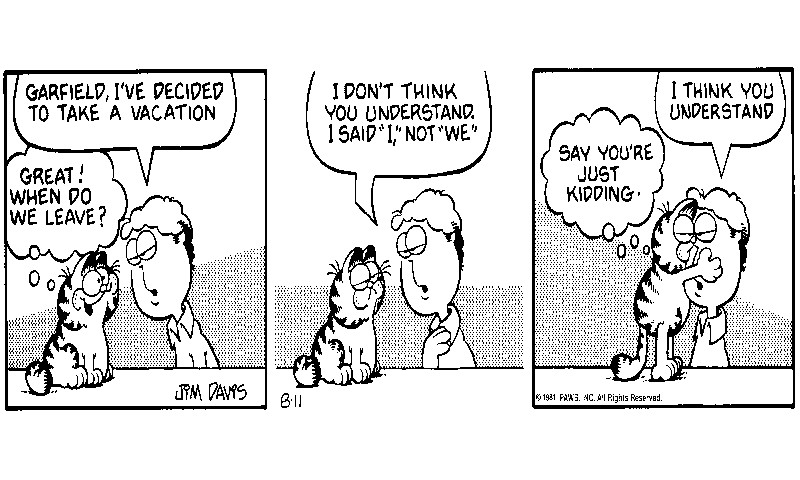 GARFIELD, I'VE DECIDED
TO TAKE A VACATION
GREAT!
WHEN DO
WE LEAVE?
JIM DAVIS
I DON'T THINK
YOU UNDERSTAND.
I SAID "I," NOT "WE"
8-11
I THINK YOU
UNDERSTAND
SAY YOU'RE
JUST
KIDDING.
© 1981 PAWS, INC. All Rights Reserved.